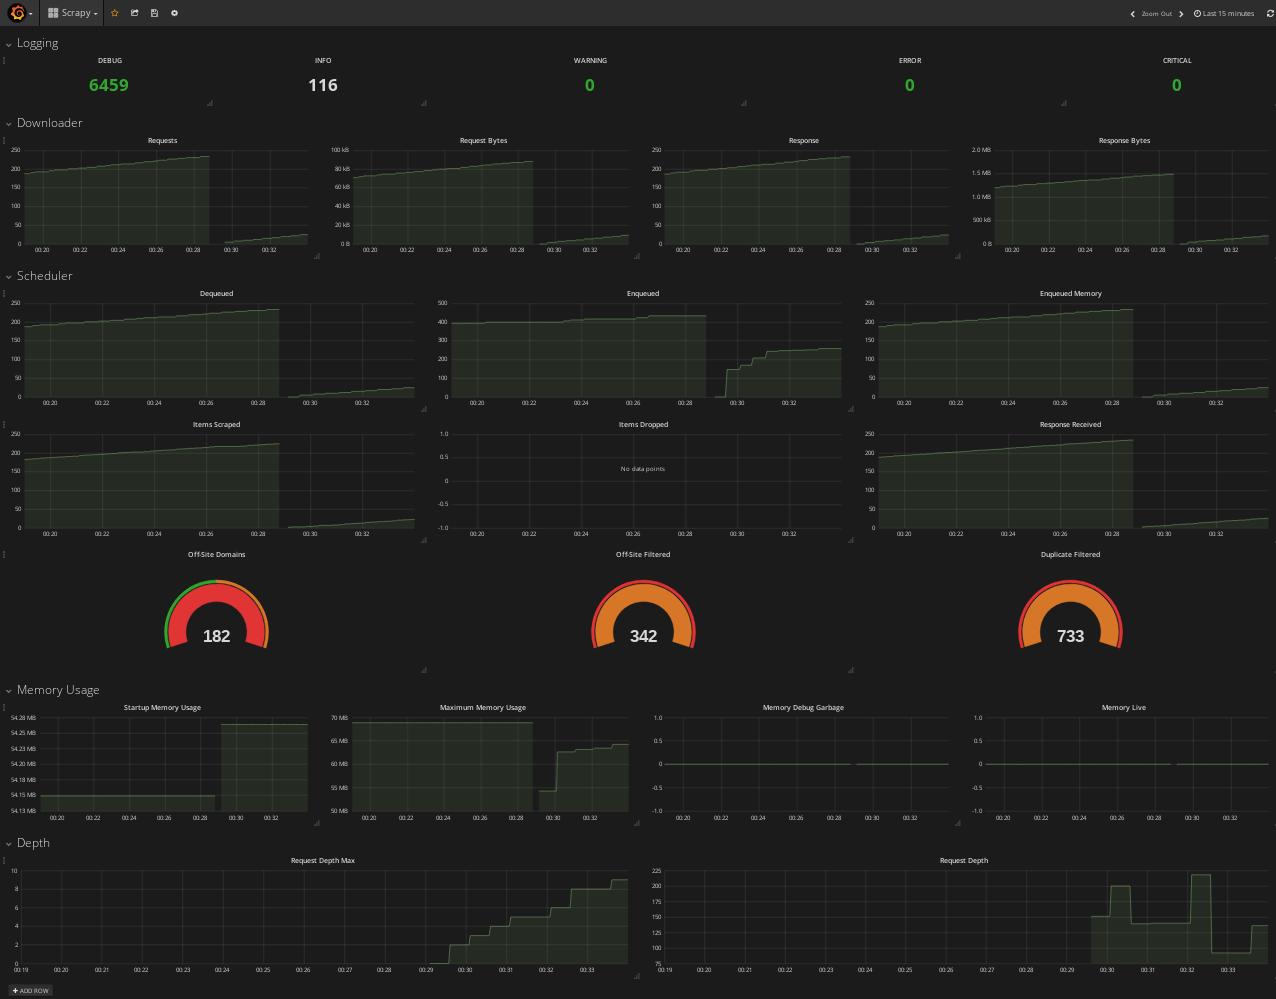 Scrapy
Zoom Out
Last 15 minutes
Logging
DEBUG INFO WARNING ERROR CRITICAL
6459 116 0 0 0
Downloader
Requests
250
200
150
100
50
0
00:20 00:22 00:24 00:26 00:28 00:30 00:32
Request Bytes
100 kB
80 kB
60 kB
40 kB
20 kB
0 B
00:20 00:22 00:24 00:26 00:28 00:30 00:32
Response
250
200
150
100
50
0
00:20 00:22 00:24 00:26 00:28 00:30 00:32
Response Bytes
2.0 MB
1.5 MB
1.0 MB
500 kB
0 B
00:20 00:22 00:24 00:26 00:28 00:30 00:32
Scheduler
Dequeued
250
200
150
100
50
0
00:20 00:22 00:24 00:26 00:28 00:30 00:32
Enqueued
500
400
300
200
100
0
00:20 00:22 00:24 00:26 00:28 00:30 00:32
Enqueued Memory
250
200
150
100
50
0
00:20 00:22 00:24 00:26 00:28 00:30 00:32
Items Scraped
250
200
150
100
50
0
00:20 00:22 00:24 00:26 00:28 00:30 00:32
Items Dropped
1.0
0.5
0
-0.5
-1.0
No data points
00:20 00:22 00:24 00:26 00:28 00:30 00:32
Response Received
250
200
150
100
50
0
00:20 00:22 00:24 00:26 00:28 00:30 00:32
Off-Site Domains
182
Off-Site Filtered
342
Duplicate Filtered
733
Memory Usage
Startup Memory Usage
54.28 MB
54.25 MB
54.23 MB
54.20 MB
54.18 MB
54.15 MB
54.13 MB
00:20 00:22 00:24 00:26 00:28 00:30 00:32
Maximum Memory Usage
70 MB
65 MB
60 MB
55 MB
50 MB
00:20 00:22 00:24 00:26 00:28 00:30 00:32
Memory Debug Garbage
1.0
0.5
0
-0.5
-1.0
00:20 00:22 00:24 00:26 00:28 00:30 00:32
Memory Live
1.0
0.5
0
-0.5
-1.0
00:20 00:22 00:24 00:26 00:28 00:30 00:32
Depth
Request Depth Max
10
8
6
4
2
0
00:19 00:20 00:21 00:22 00:23 00:24 00:25 00:26 00:27 00:28 00:29 00:30 00:31 00:32 00:33
Request Depth
225
200
175
150
125
100
75
00:19 00:20 00:21 00:22 00:23 00:24 00:25 00:26 00:27 00:28 00:29 00:30 00:31 00:32 00:33
ADD ROW